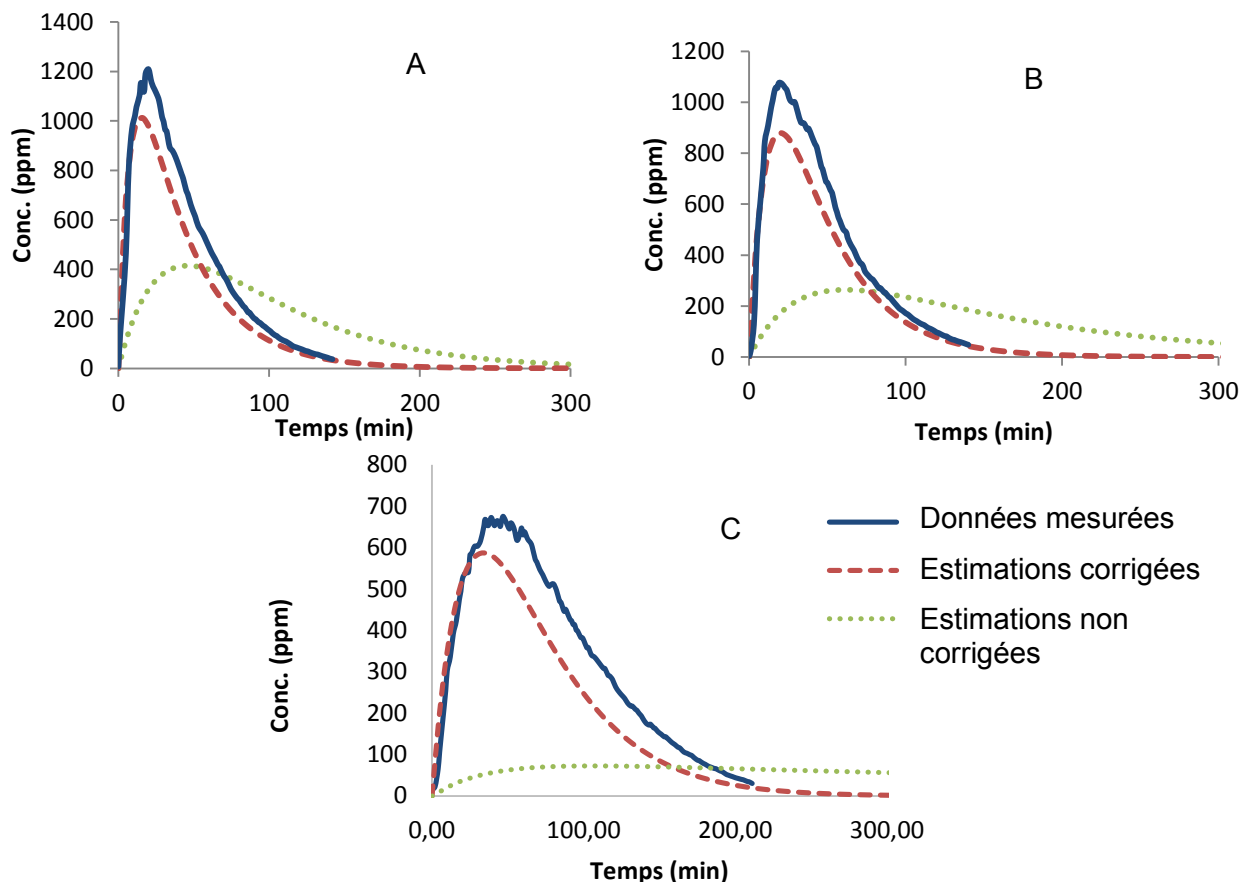 A
Conc. (ppm)
1400
1200
1000
800
600
400
200
0
0 100 200 300
Temps (min)
B
Conc. (ppm)
1200
1000
800
600
400
200
0
0 100 200 300
Temps (min)
C
Conc. (ppm)
800
700
600
500
400
300
200
100
0
0,00 100,00 200,00 300,00
Temps (min)
Données mesurées
Estimations corrigées
Estimations non
corrigées